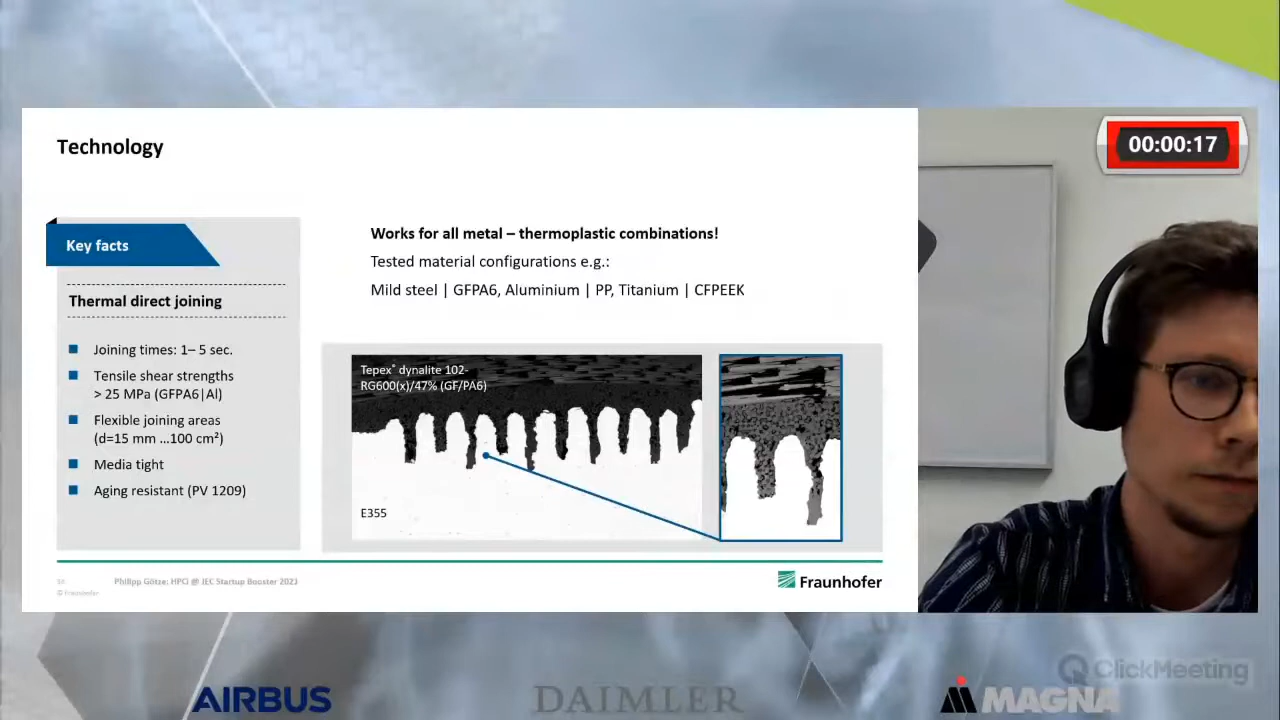 Technology
00:00:17
Key facts
Thermal direct joining
Joining times: 1– 5 sec.
Tensile shear strengths
> 25 MPa (GFPA6|Al)
Flexible joining areas
(d=15 mm ...100 cm²)
Media tight
Aging resistant (PV 1209)
Works for all metal – thermoplastic combinations!
Tested material configurations e.g.:
Mild steel | GFPA6, Aluminium | PP, Titanium | CFPEEK
Tepex® dynalite 102-
RG600(x)/47% (GF/PA6)
E355
Philipp Götze: HPCi @ JEC Startup Booster 2023
© Fraunhofer
Fraunhofer
ClickMeeting
AIRBUS
DAIMLER
MAGNA